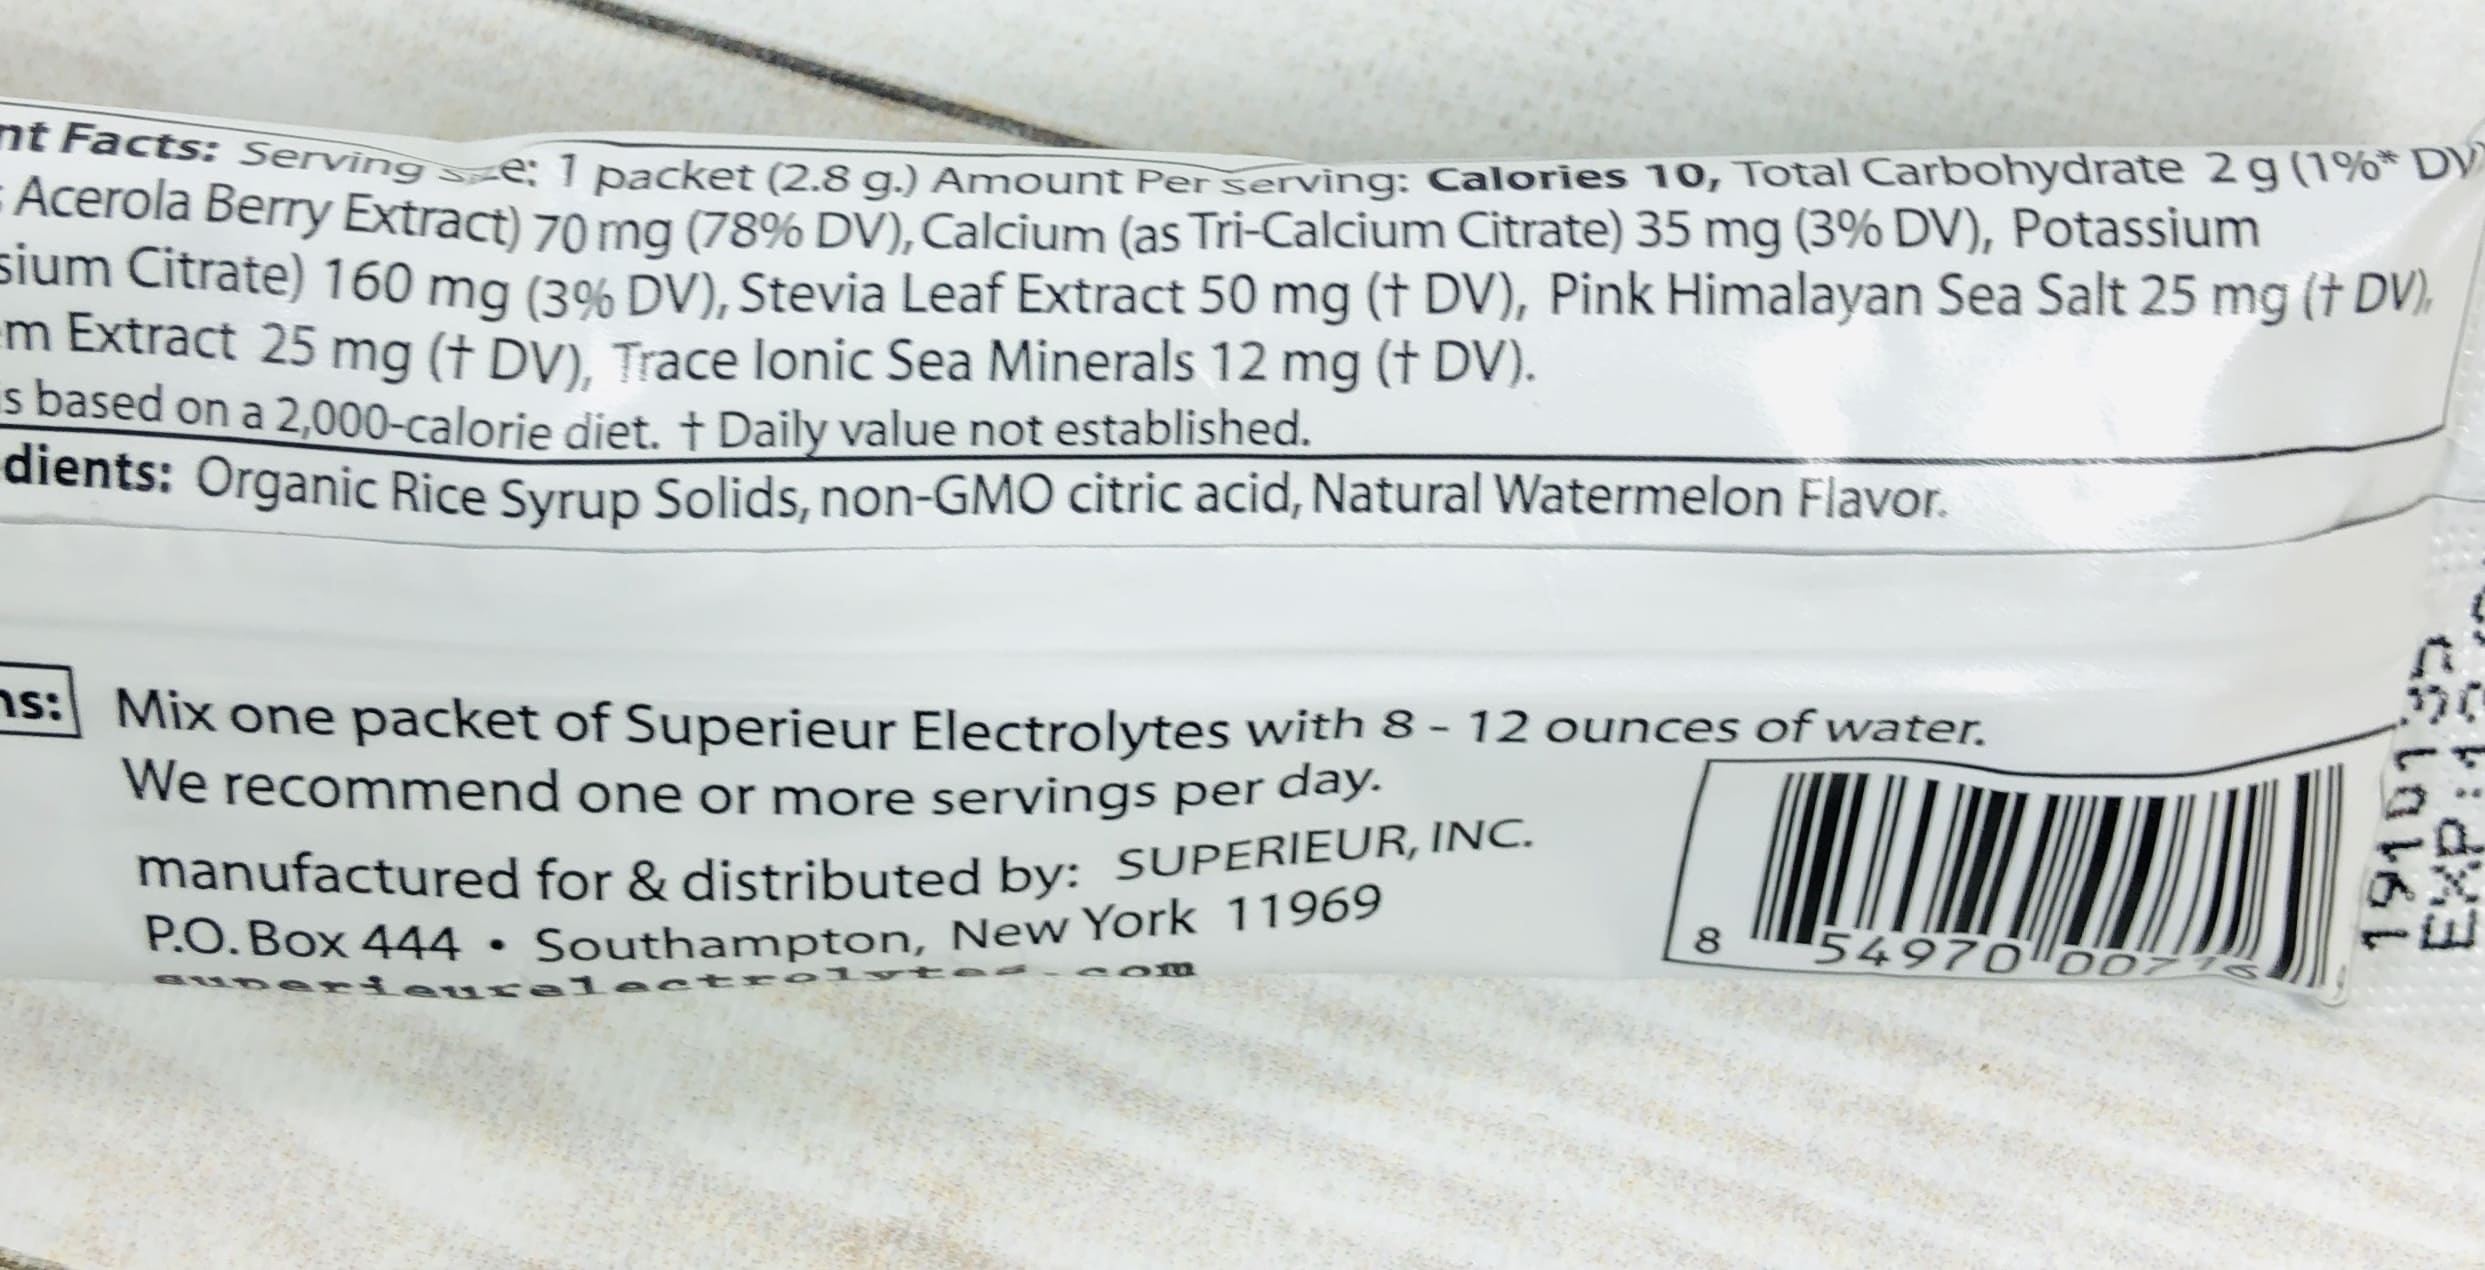 nt Facts: Serving size: 1 packet (2.8 g.) Amount Per Serving: Calories 10, Total Carbohydrate 2 g (1%* DV)
Acerola Berry Extract) 70 mg (78% DV), Calcium (as Tri-Calcium Citrate) 35 mg (3% DV), Potassium
sium Citrate) 160 mg (3% DV), Stevia Leaf Extract 50 mg († DV), Pink Himalayan Sea Salt 25 mg († DV),
m Extract 25 mg († DV), Trace Ionic Sea Minerals 12 mg († DV).
s based on a 2,000-calorie diet. † Daily value not established.
dients: Organic Rice Syrup Solids, non-GMO citric acid, Natural Watermelon Flavor.
ns: Mix one packet of Superieur Electrolytes with 8 - 12 ounces of water.
We recommend one or more servings per day.
manufactured for & distributed by: SUPERIEUR, INC.
P.O. Box 444 • Southampton, New York 11969
superieurelectrolytes.com
8 54970 00776
EXP: